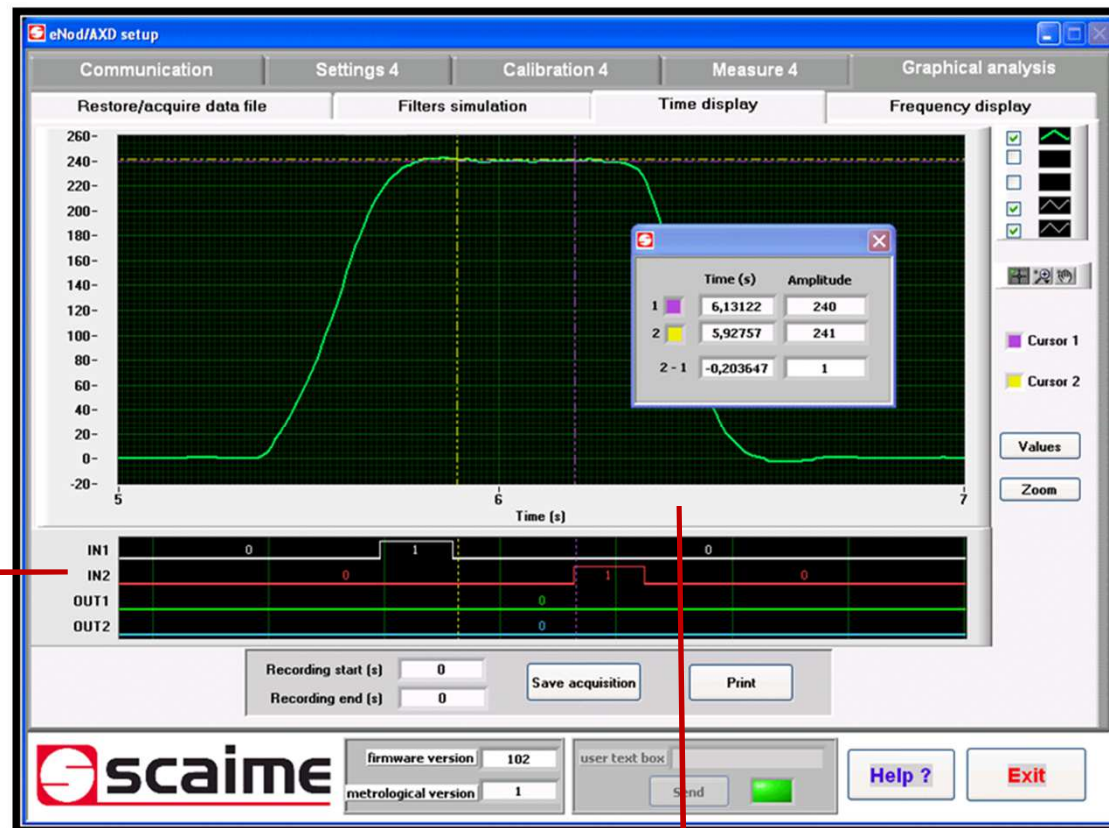 eNod/AXD setup
Communication Settings 4 Calibration 4 Measure 4 Graphical analysis
Restore/acquire data file Filters simulation Time display Frequency display
260
240
220
200
180
160
140
120
100
80
60
40
20
0
-20
5 6 7
Time (s)
Time (s) Amplitude
1 6,13122 240
2 5,92757 241
2 - 1 -0,203647 1
Cursor 1
Cursor 2
Values
Zoom
IN1 0 1 0
IN2 0 1 0
OUT1 0
OUT2 0
Recording start (s) 0
Recording end (s) 0
Save acquisition
Print
scaime
firmware version 102
metrological version 1
user text box
Send
Help ?
Exit